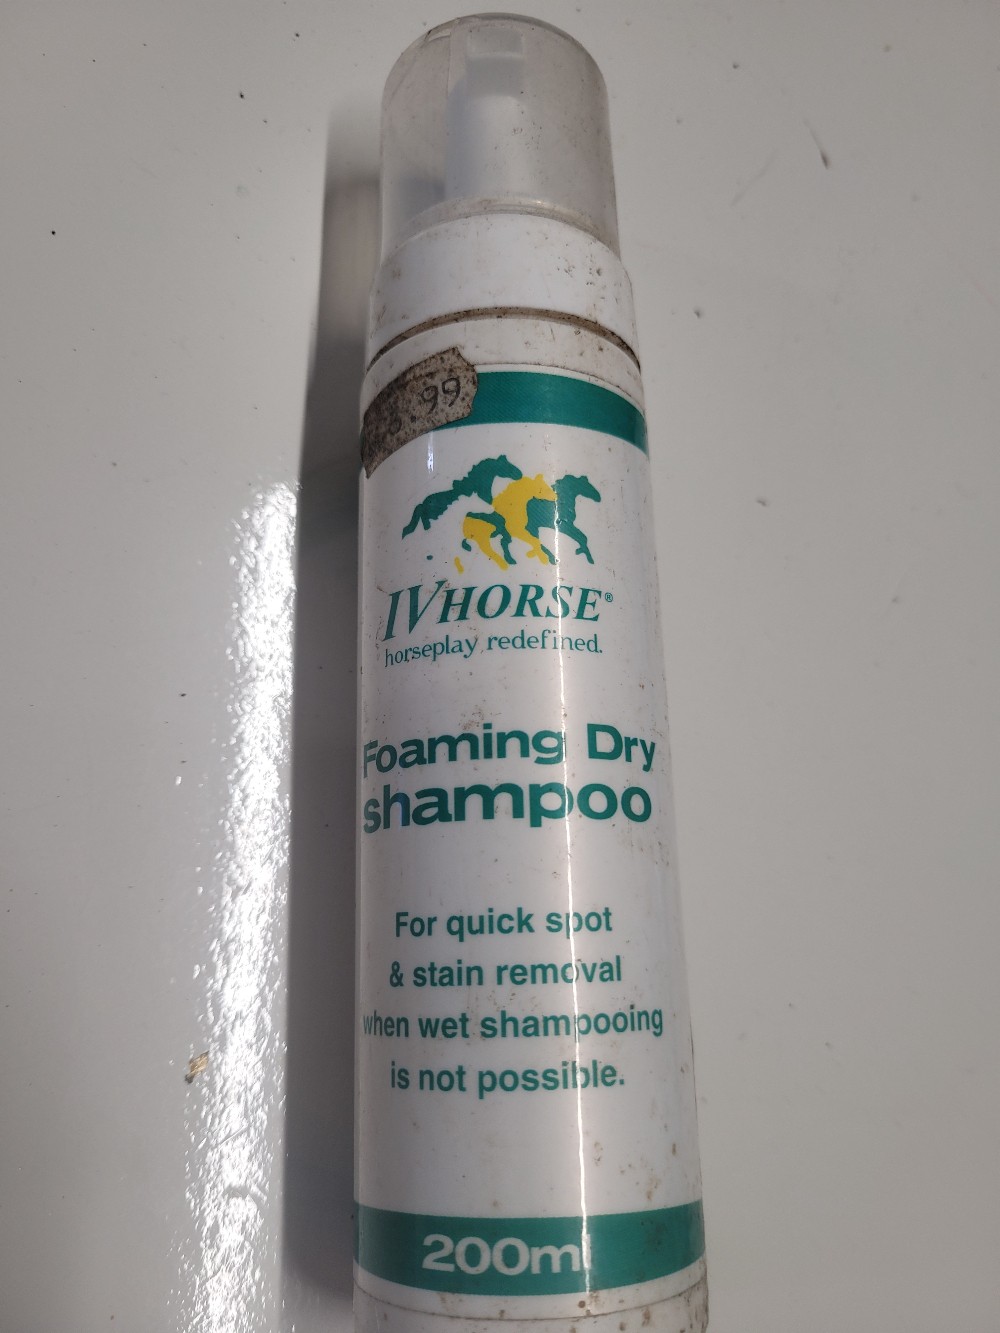 .99
IVHORSE®
horseplay redefined.
Foaming Dry
shampoo
For quick spot
& stain removal
when wet shampooing
is not possible.
200ml